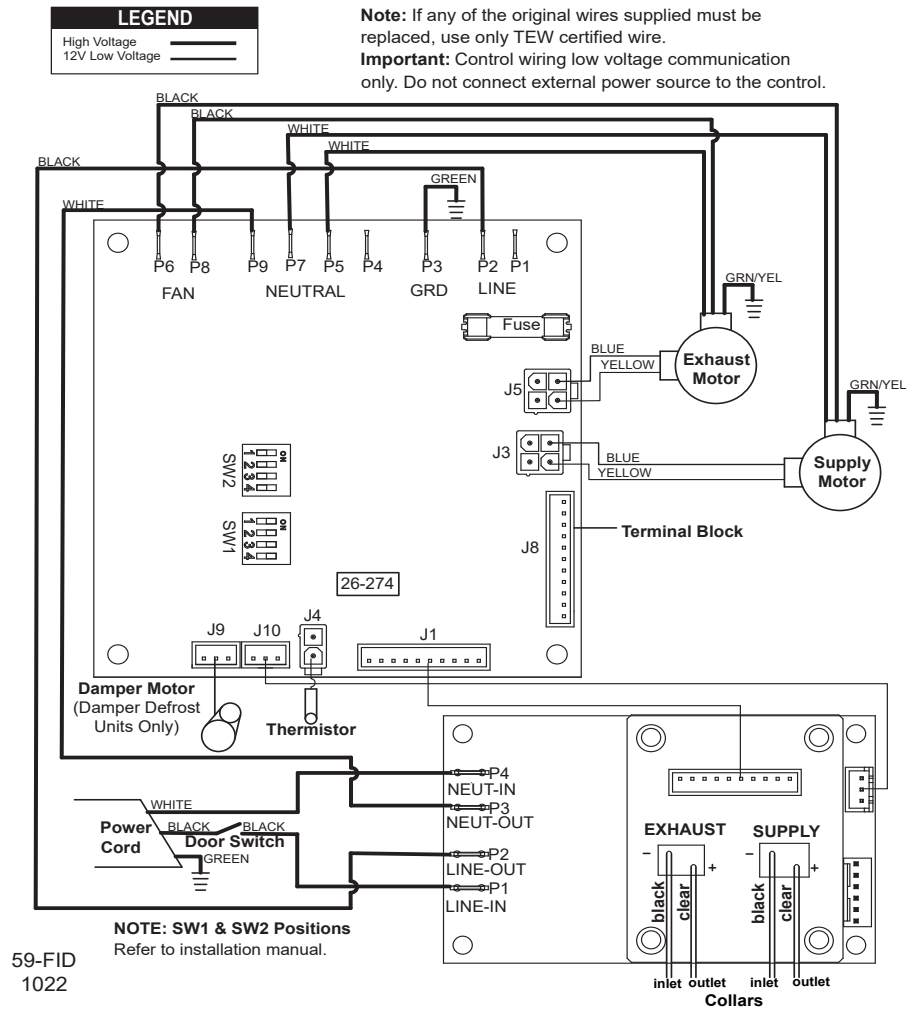 LEGEND
High Voltage
12V Low Voltage
Note: If any of the original wires supplied must be
replaced, use only TEW certified wire.
Important: Control wiring low voltage communication
only. Do not connect external power source to the control.
BLACK
BLACK
WHITE
WHITE
BLACK
GREEN
WHITE
P6 P8 P9 P7 P5 P4 P3 P2 P1
FAN NEUTRAL GRD LINE
GRN/YEL
Fuse
BLUE
YELLOW
Exhaust
Motor
J5
GRN/YEL
J3
BLUE
YELLOW
Supply
Motor
SW2
1 2 3 4
ON
SW1
1 2 3 4
ON
Terminal Block
J8
26-274
J9 J10 J4 J1
Damper Motor
(Damper Defrost
Units Only)
Thermistor
P4
NEUT-IN
P3
NEUT-OUT
P2
LINE-OUT
P1
LINE-IN
WHITE
Power
Cord
BLACK
BLACK
Door Switch
GREEN
EXHAUST SUPPLY
– + – +
black clear black clear
inlet outlet inlet outlet
Collars
NOTE: SW1 & SW2 Positions
Refer to installation manual.
59-FID
1022